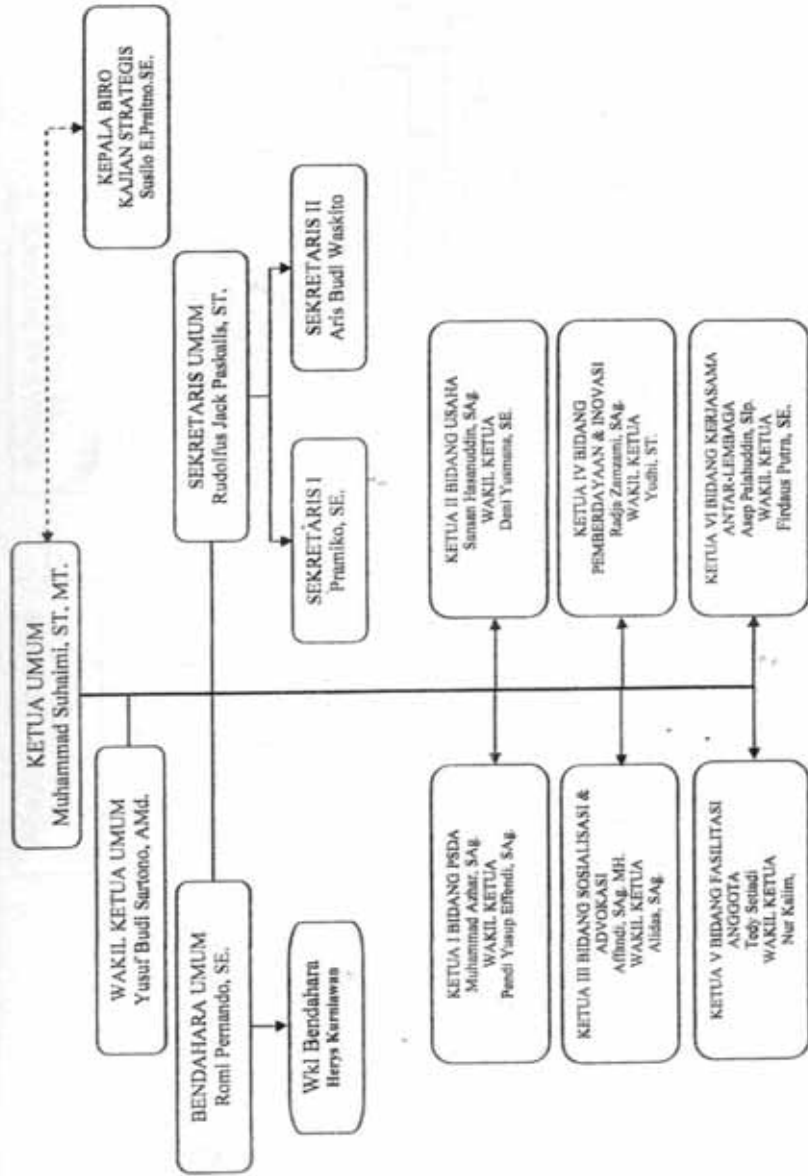 KETUA UMUM
Muhammad Suhaimi, ST. MT.
KEPALA BIRO
KAJIAN STRATEGIS
Susilo E.Praitno.SE.
WAKIL KETUA UMUM
Yusuf Budi Sartono, AMd.
BENDAHARA UMUM
Romi Pernando, SE.
SEKRETARIS UMUM
Rudolfus Jack Paskalis, ST.
Wkl Bendahara
Herys Kurniawan
SEKRETARIS I
Pramiko, SE.
SEKRETARIS II
Aris Budi Waskito
KETUA I BIDANG PSDA
Muhammad Azhar, SAg.
WAKIL KETUA
Pendi Yusup Effendi, SAg.
KETUA II BIDANG USAHA
Sanaan Hasanuddin, SAg.
WAKIL KETUA
Deni Yusmana, SE.
KETUA III BIDANG SOSIALISASI &
ADVOKASI
Affandi, SAg. MH.
WAKIL KETUA
Alidas, SAg.
KETUA IV BIDANG
PEMBERDAYAAN & INOVASI
Radja Zamzami, SAg.
WAKIL KETUA
Yudhi, ST.
KETUA V BIDANG FASILITASI
ANGGOTA
Tedy Setiadi
WAKIL KETUA
Nur Kalim,
KETUA VI BIDANG KERJASAMA
ANTAR-LEMBAGA
Asep Palahuddin, SIp.
WAKIL KETUA
Firdaus Putra, SE.